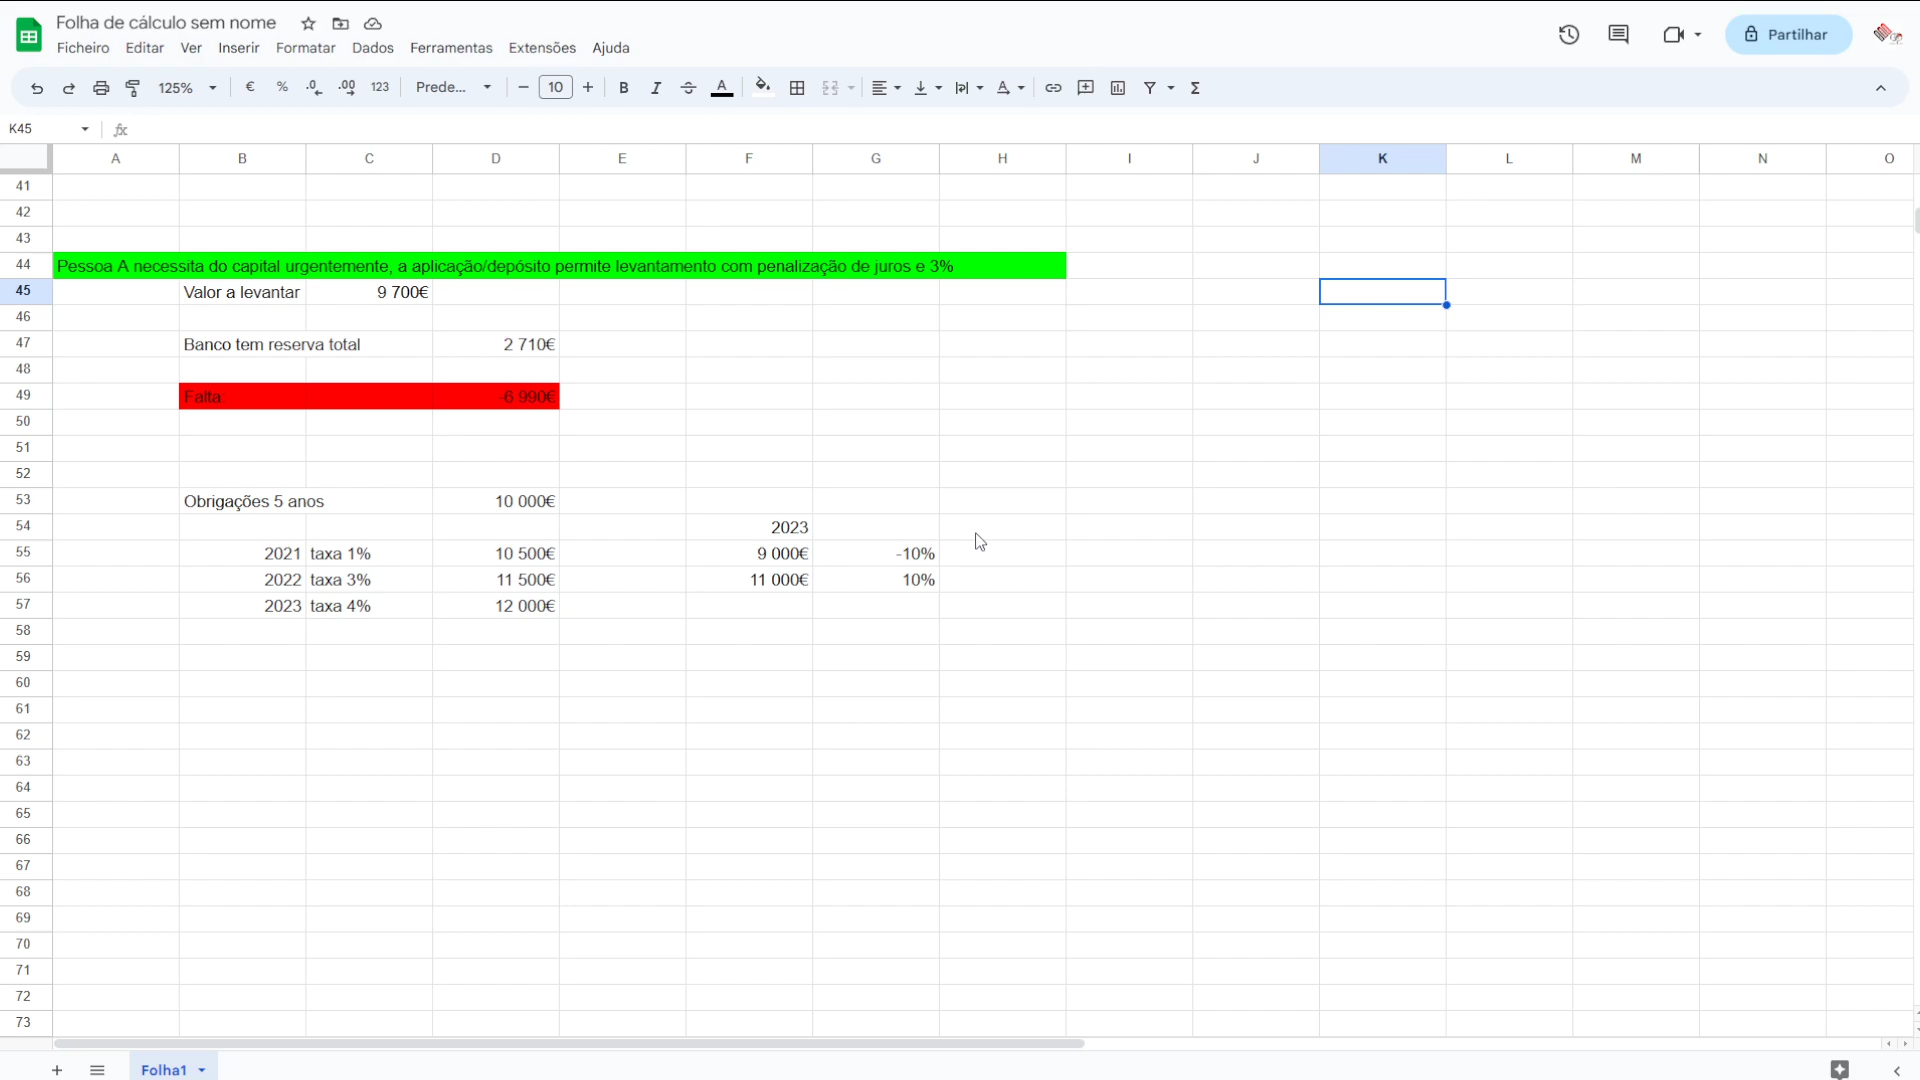 Folha de cálculo sem nome
Ficheiro Editar Ver Inserir Formatar Dados Ferramentas Extensões Ajuda
Partilhar
125% € % .0 .00 123 Prede... 10 B I A Σ
K45 fx
A B C D E F G H I J K L M N O
41
42
43
44 Pessoa A necessita do capital urgentemente, a aplicação/depósito permite levantamento com penalização de juros e 3%
45 Valor a levantar 9 700€
46
47 Banco tem reserva total 2 710€
48
49 Falta: -6 990€
50
51
52
53 Obrigações 5 anos 10 000€
54 2023
55 2021 taxa 1% 10 500€ 9 000€ -10%
56 2022 taxa 3% 11 500€ 11 000€ 10%
57 2023 taxa 4% 12 000€
58
59
60
61
62
63
64
65
66
67
68
69
70
71
72
73
Folha1